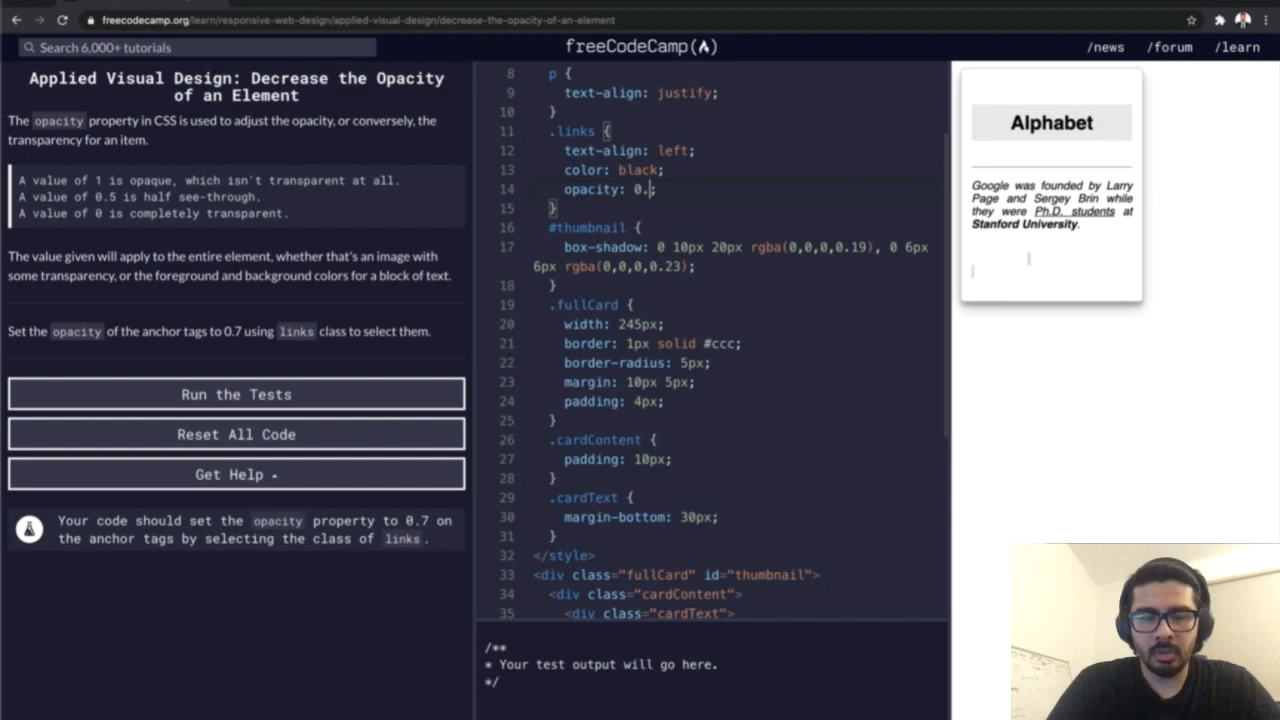 freecodecamp.org/learn/responsive-web-design/applied-visual-design/decrease-the-opacity-of-an-element
Search 6,000+ tutorials
freeCodeCamp
/news /forum /learn
Applied Visual Design: Decrease the Opacity
of an Element
The opacity property in CSS is used to adjust the opacity, or conversely, the
transparency for an item.
A value of 1 is opaque, which isn't transparent at all.
A value of 0.5 is half see-through.
A value of 0 is completely transparent.
The value given will apply to the entire element, whether that's an image with
some transparency, or the foreground and background colors for a block of text.
Set the opacity of the anchor tags to 0.7 using links class to select them.
Run the Tests
Reset All Code
Get Help
Your code should set the opacity property to 0.7 on
the anchor tags by selecting the class of links.
8 p {
9 text-align: justify;
10 }
11 .links {
12 text-align: left;
13 color: black;
14 opacity: 0.;
15 }
16 #thumbnail {
17 box-shadow: 0 10px 20px rgba(0,0,0,0.19), 0 6px
6px rgba(0,0,0,0.23);
18 }
19 .fullCard {
20 width: 245px;
21 border: 1px solid #ccc;
22 border-radius: 5px;
23 margin: 10px 5px;
24 padding: 4px;
25 }
26 .cardContent {
27 padding: 10px;
28 }
29 .cardText {
30 margin-bottom: 30px;
31 }
32 </style>
33 <div class="fullCard" id="thumbnail">
34 <div class="cardContent">
35 <div class="cardText">
/**
* Your test output will go here.
*/
Alphabet
Google was founded by Larry
Page and Sergey Brin while
they were Ph.D. students at
Stanford University.